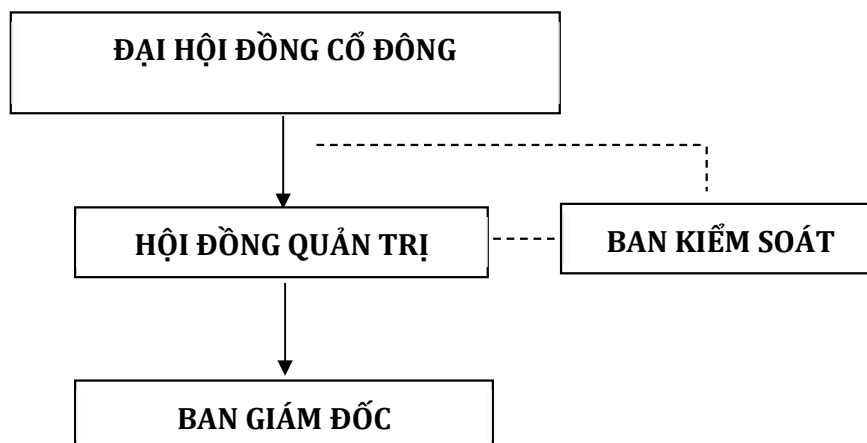 ĐẠI HỘI ĐỒNG CỔ ĐÔNG
HỘI ĐỒNG QUẢN TRỊ
BAN KIỂM SOÁT
BAN GIÁM ĐỐC